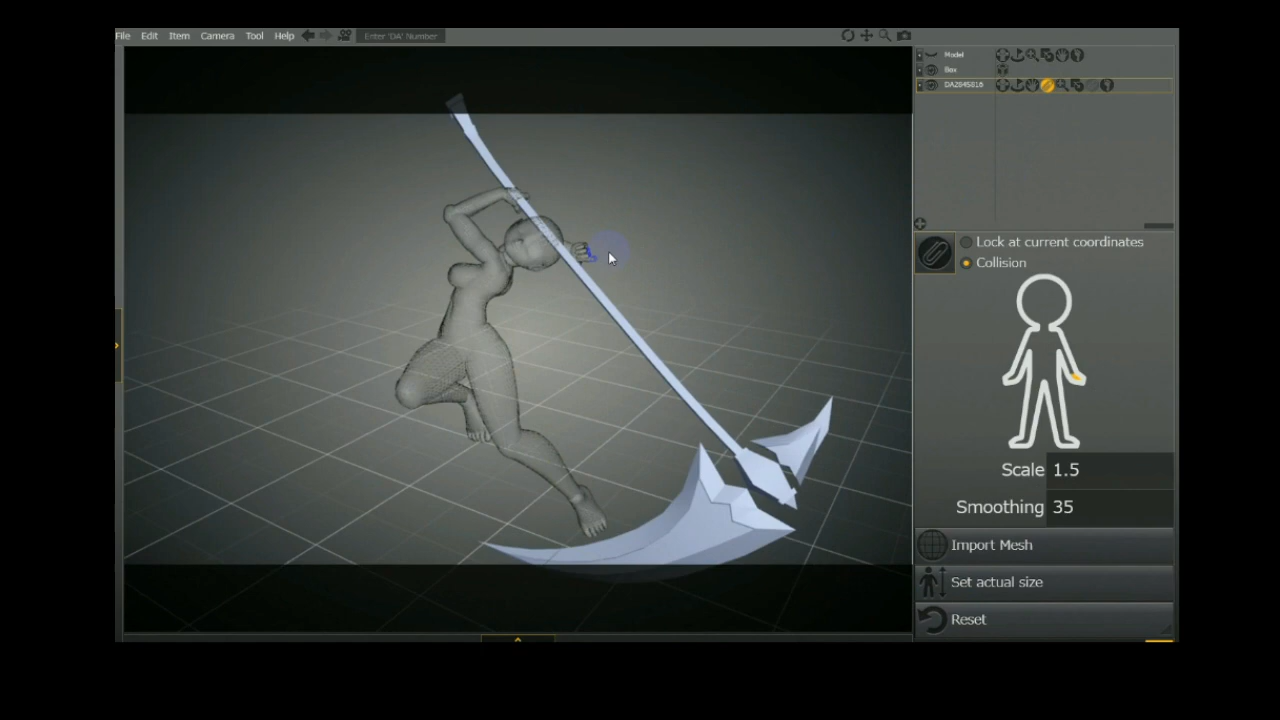 File Edit Item Camera Tool Help Enter 'DA' Number
Model
Box
DAZ645816
Lock at current coordinates
Collision
Scale 1.5
Smoothing 35
Import Mesh
Set actual size
Reset